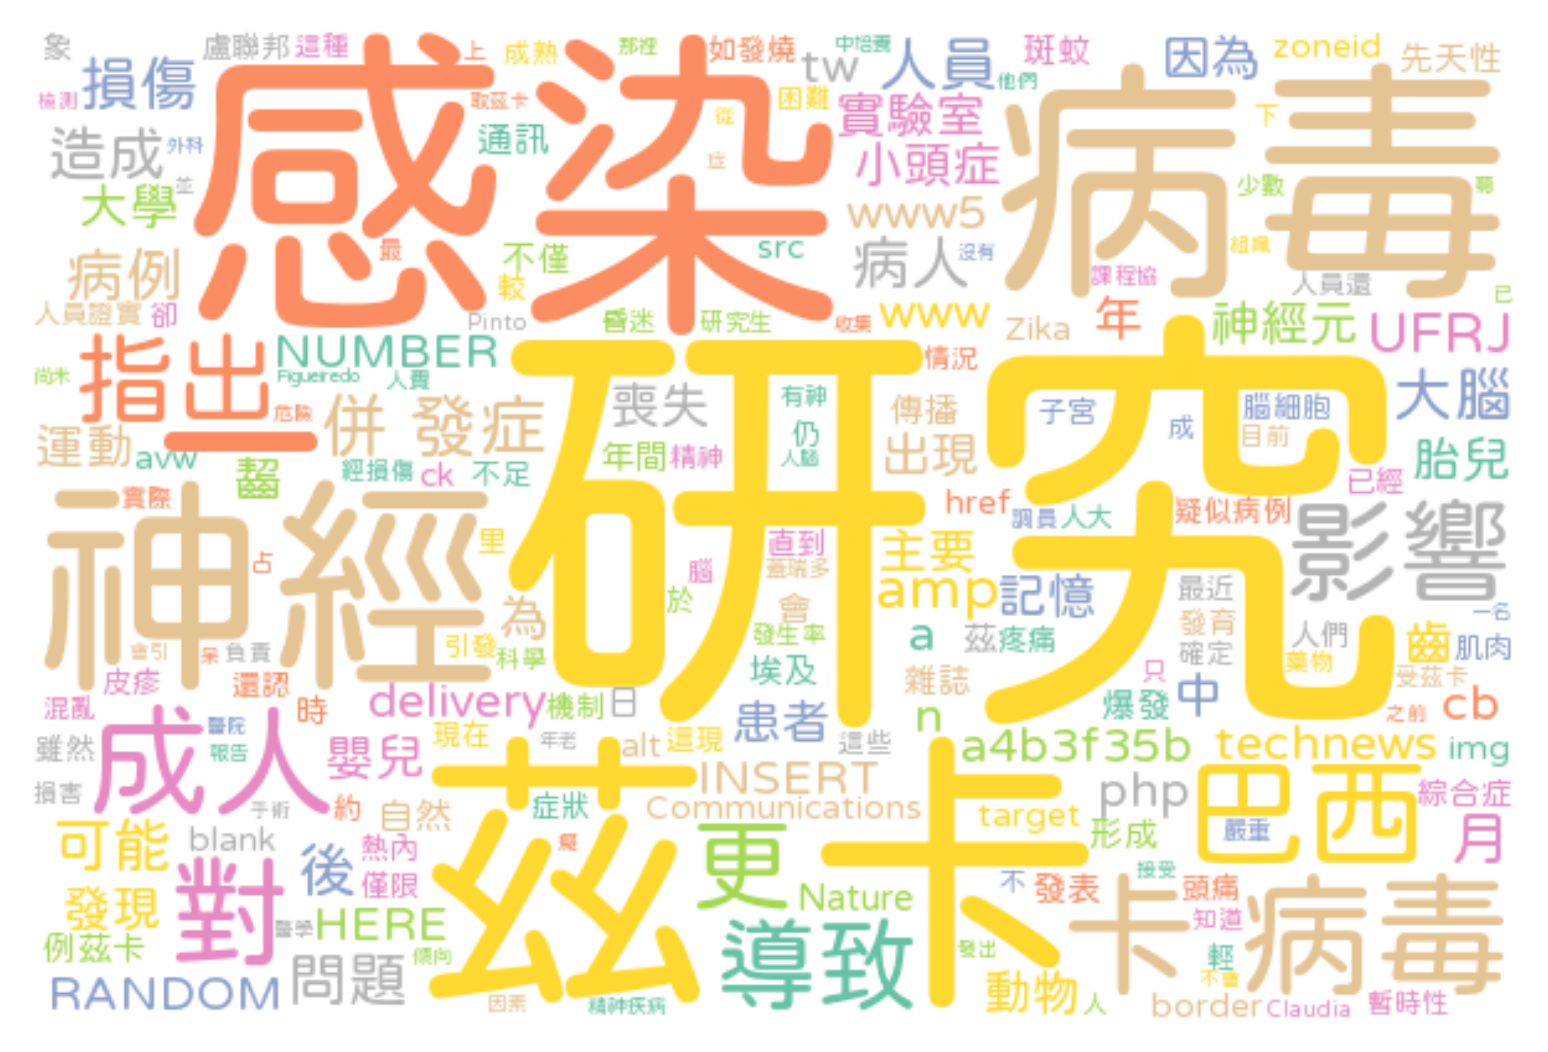 象
盧聯邦
這種
上
成熟
那裡
如發燒
中培養
人員
斑蚊
因為
zoneid
先天性
損傷
感染
tw
他們
病毒
檢測
取茲卡
困難
實驗室
下
造成
外科
通訊
從
症
小頭症
少數
大學
並
www5
病例
最
不僅
src
病人
沒有
組織
課程協
人員還
較
已
人員證實
卻
Pinto
昏迷
研究生
收集
www
Zika
年
神經元
UFRJ
指出
NUMBER
研究
情況
尚未
Figueiredo
人費
喪失
有神
傳播
子宮
腦細胞
大腦
危險
併
發症
仍
成
目前
運動
avw
年間
精神
人腦
出現
胎兒
齧
經損傷
ck
不足
已經
神經
實際
href
調員
人大
疑似病例
影響
占
里
直到
主要
蓋瑞多
腦
amp
記憶
最近
於
會
為
發育
一名
發生率
a
茲
疼痛
人們
齒
肌肉
會引
呆
負責
引發
科學
確定
藥物
皮疹
還認
埃及
雜誌
只
受茲卡
混亂
時
delivery
機制
日
爆發
中
cb
之前
成人
醫院
患者
n
雖然
報告
嬰兒
現在
年老
alt
這現
這些
a4b3f35b
technews
img
茲卡
INSERT
php
巴西
綜合症
損害
手術
約
自然
症狀
Communications
target
可能
blank
熱內
癡
更
形成
嚴重
月
對
後
僅限
Nature
不
發表
接受
頭痛
卡病毒
發現
醫學
HERE
知道
例茲卡
傾向
導致
發出
輕
不會
RANDOM
問題
因素
精神疾病
動物
人
border
Claudia
暫時性